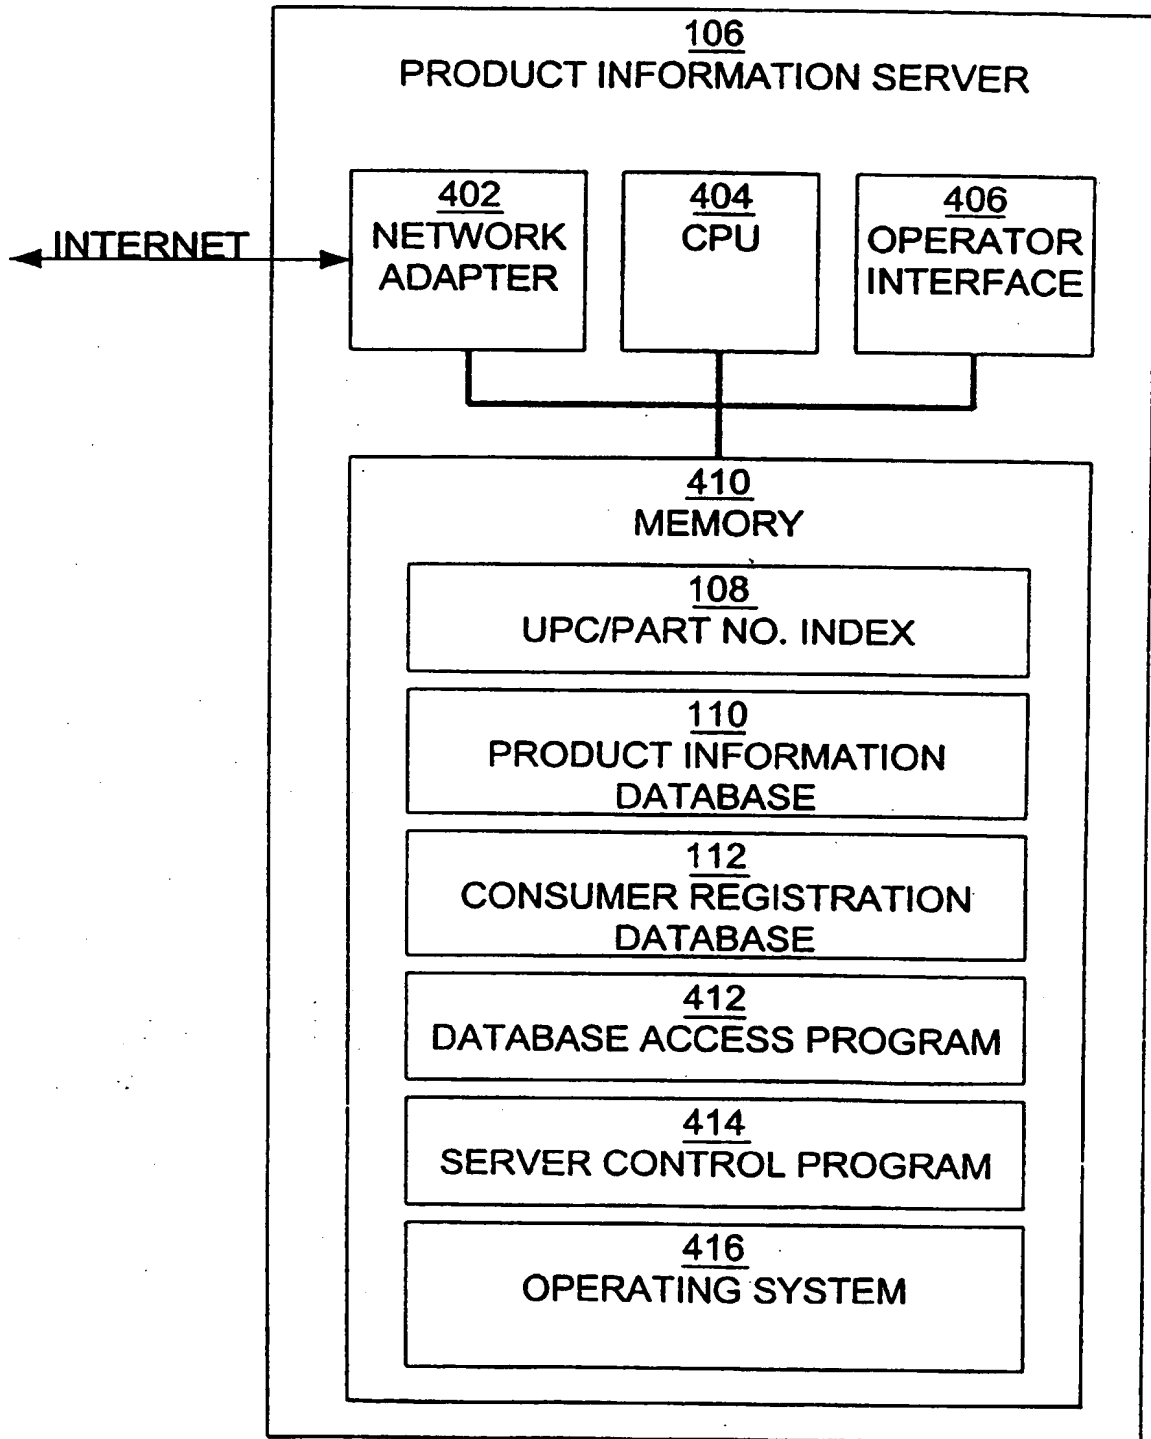 106
PRODUCT INFORMATION SERVER
INTERNET
402
NETWORK
ADAPTER
404
CPU
406
OPERATOR
INTERFACE
410
MEMORY
108
UPC/PART NO. INDEX
110
PRODUCT INFORMATION
DATABASE
112
CONSUMER REGISTRATION
DATABASE
412
DATABASE ACCESS PROGRAM
414
SERVER CONTROL PROGRAM
416
OPERATING SYSTEM